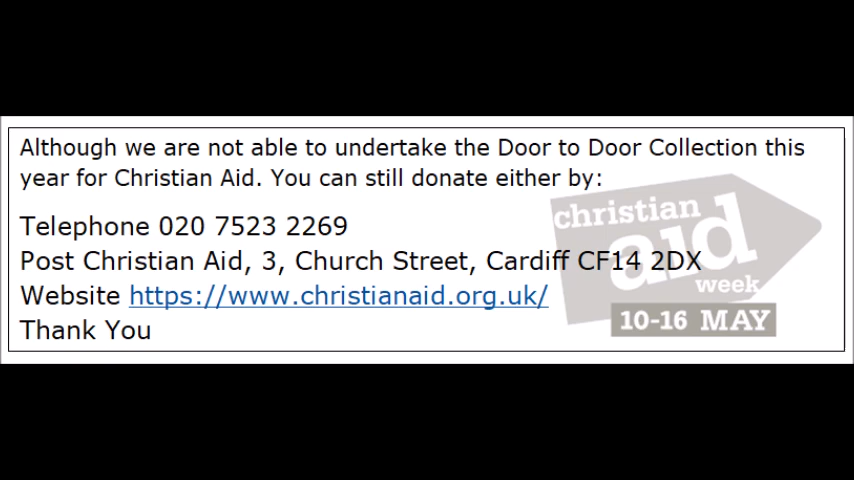 Although we are not able to undertake the Door to Door Collection this
year for Christian Aid. You can still donate either by:
Telephone 020 7523 2269
Post Christian Aid, 3, Church Street, Cardiff CF14 2DX
Website https://www.christianaid.org.uk/
Thank You
christian
aid
week
10-16 MAY